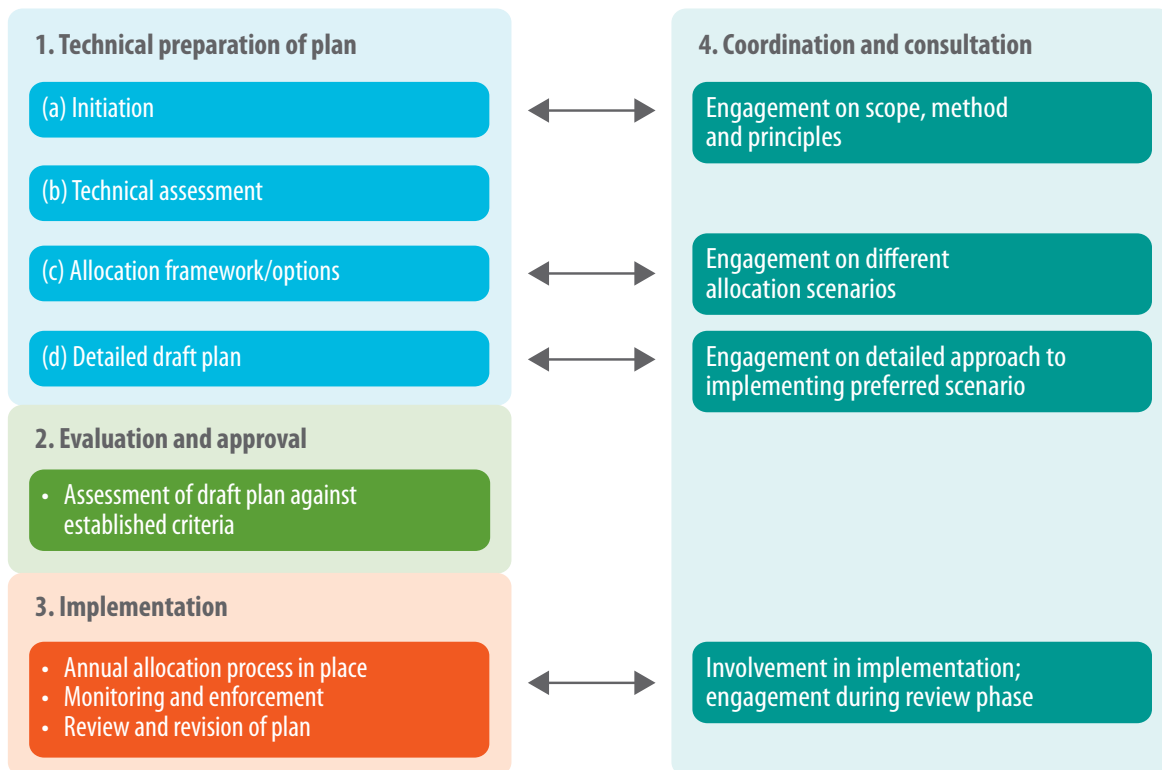 1. Technical preparation of plan
(a) Initiation
(b) Technical assessment
(c) Allocation framework/options
(d) Detailed draft plan
2. Evaluation and approval
• Assessment of draft plan against
established criteria
3. Implementation
• Annual allocation process in place
• Monitoring and enforcement
• Review and revision of plan
4. Coordination and consultation
Engagement on scope, method
and principles
Engagement on different
allocation scenarios
Engagement on detailed approach to
implementing preferred scenario
Involvement in implementation;
engagement during review phase